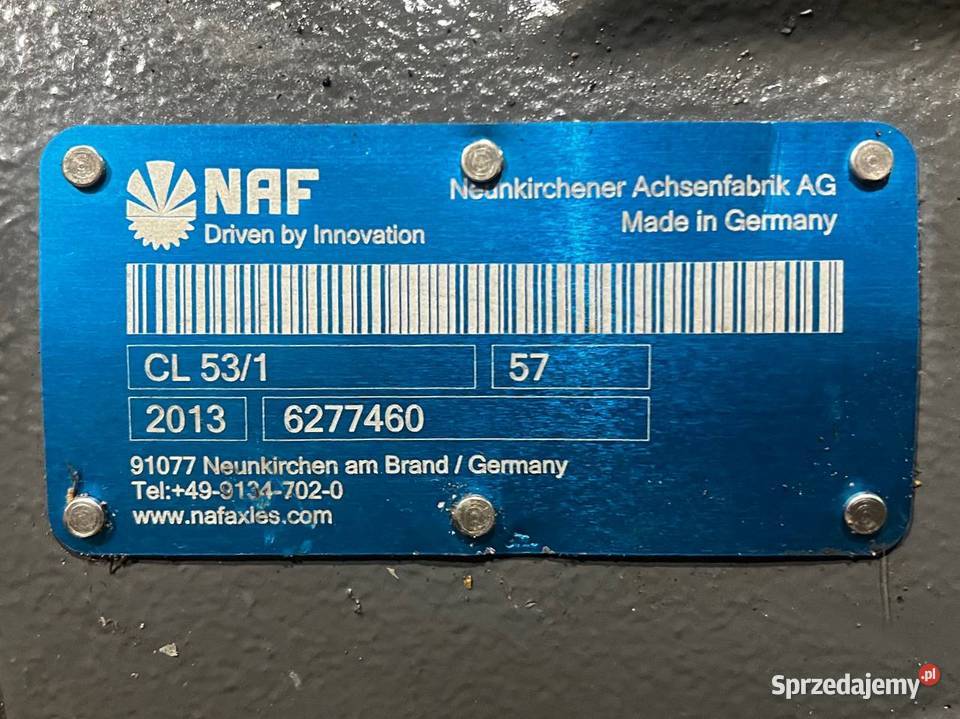 NAF
Driven by Innovation
Neunkirchener Achsenfabrik AG
Made in Germany
CL 53/1
57
2013
6277460
91077 Neunkirchen am Brand / Germany
Tel:+49-9134-702-0
www.nafaxles.com
Sprzedajemy.pl